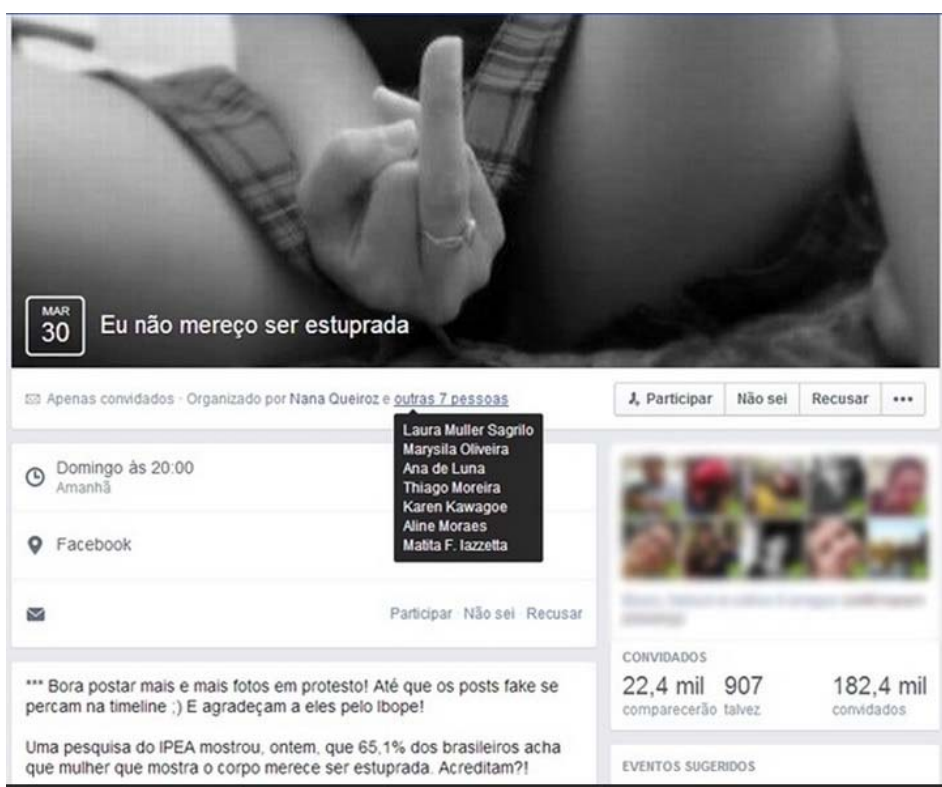 MAR
30
Eu não mereço ser estuprada
Apenas convidados · Organizado por Nana Queiroz e outras 7 pessoas
Participar
Não sei
Recusar
Laura Muller Sagrilo
Marysila Oliveira
Ana de Luna
Thiago Moreira
Karen Kawagoe
Aline Moraes
Matita F. Iazzetta
Domingo às 20:00
Amanhã
Facebook
Participar · Não sei · Recusar
*** Bora postar mais e mais fotos em protesto! Até que os posts fake se
percam na timeline ;) E agradeçam a eles pelo Ibope!
Uma pesquisa do IPEA mostrou, ontem, que 65,1% dos brasileiros acha
que mulher que mostra o corpo merece ser estuprada. Acreditam?!
CONVIDADOS
22,4 mil 907 182,4 mil
comparecerão talvez convidados
EVENTOS SUGERIDOS